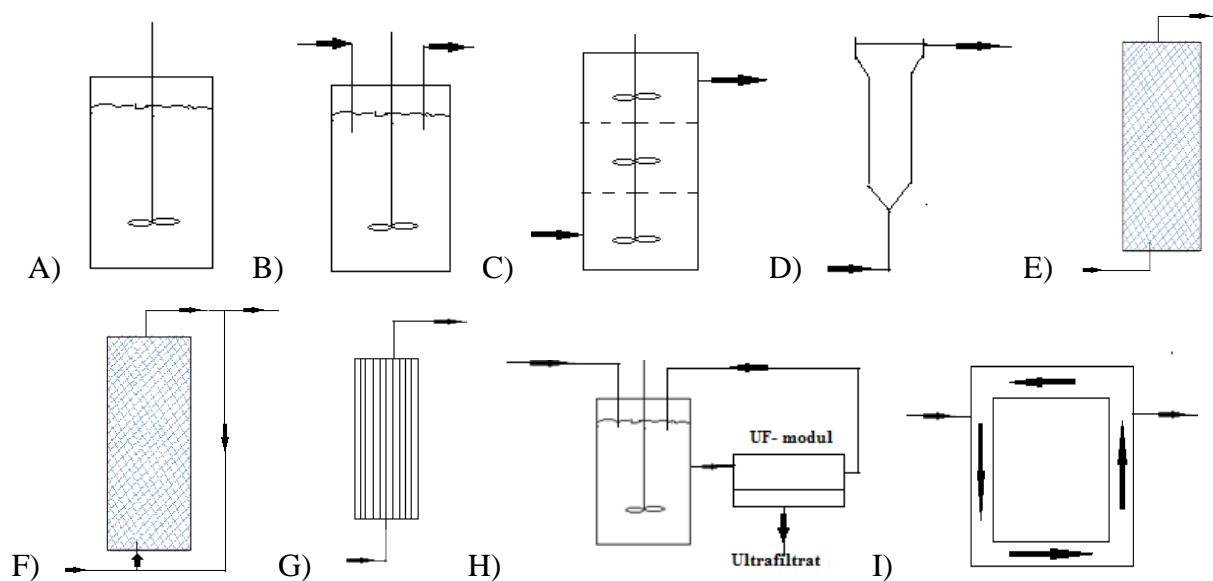 A) B) C) D) E)
UF- modul
Ultrafiltrat
F) G) H) I)